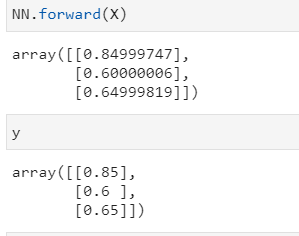 NN.forward(X)
array([[0.84999747],
[0.60000006],
[0.64999819]])
y
array([[0.85],
[0.6 ],
[0.65]])